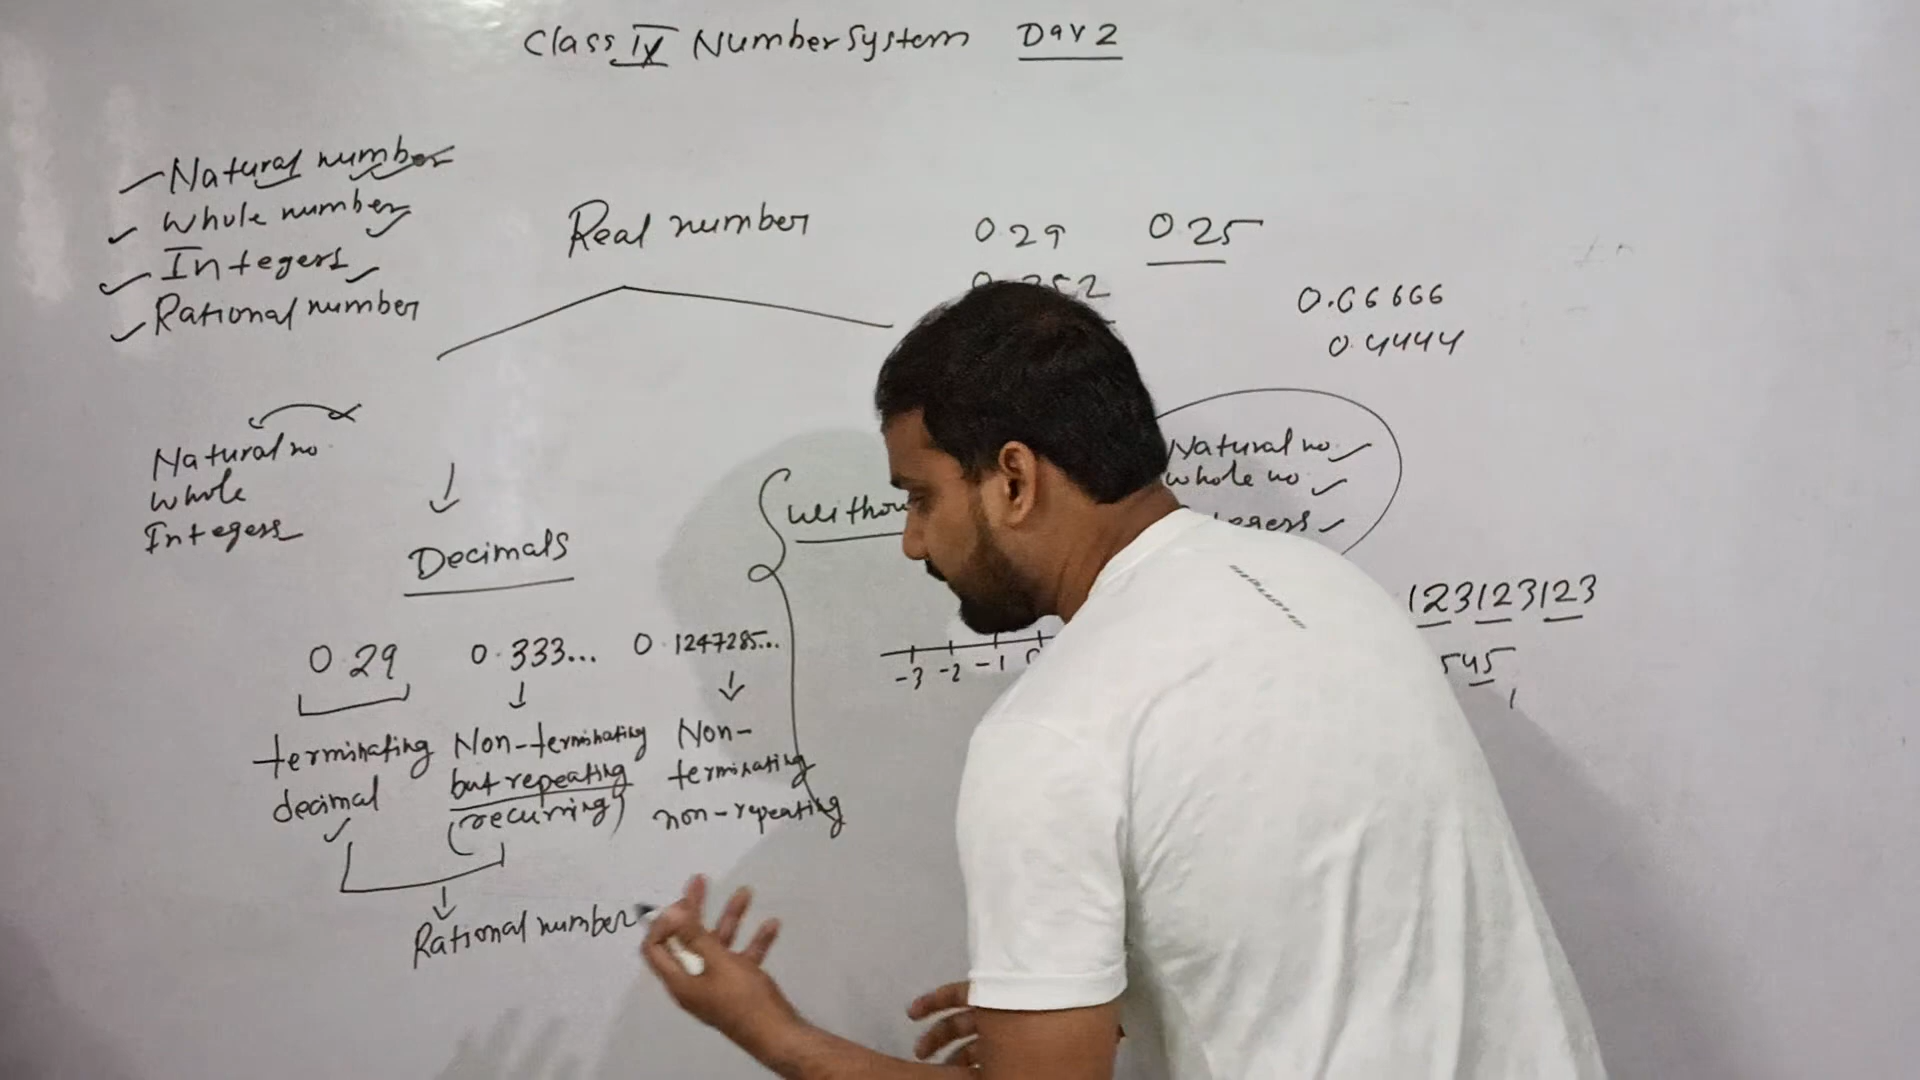 Class IX Number System Day 2
Natural number
Whole number
Integers
Rational number
Real number
0.29 0.25
0.66666
0.4444
Natural no.
Whole
Integers
Decimals
Natural no.
whole no.
123123123
0.29 0.333... 0.1247285...
-3 -2 -1
545
terminating
decimal
Non-terminating
but repeating
(recurring)
Non-
terminating
non-repeating
Rational number